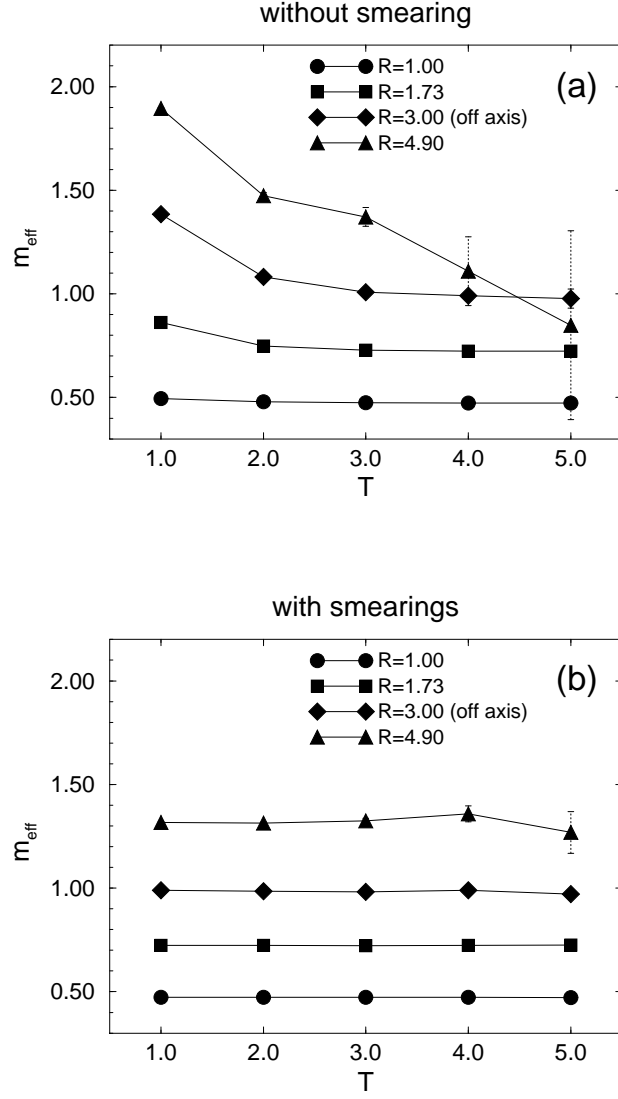 without smearing
(a)
R=1.00
R=1.73
R=3.00 (off axis)
R=4.90
2.00
1.50
1.00
0.50
m_eff
1.0 2.0 3.0 4.0 5.0
T
with smearings
(b)
R=1.00
R=1.73
R=3.00 (off axis)
R=4.90
2.00
1.50
1.00
0.50
m_eff
1.0 2.0 3.0 4.0 5.0
T